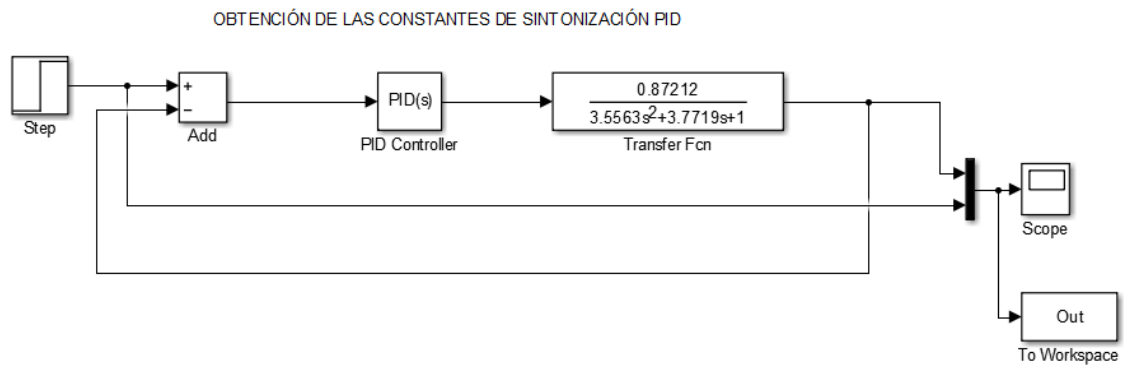 OBTENCIÓN DE LAS CONSTANTES DE SINTONIZACIÓN PID
Step
+
−
Add
PID(s)
PID Controller
0.87212
3.5563s²+3.7719s+1
Transfer Fcn
Scope
Out
To Workspace